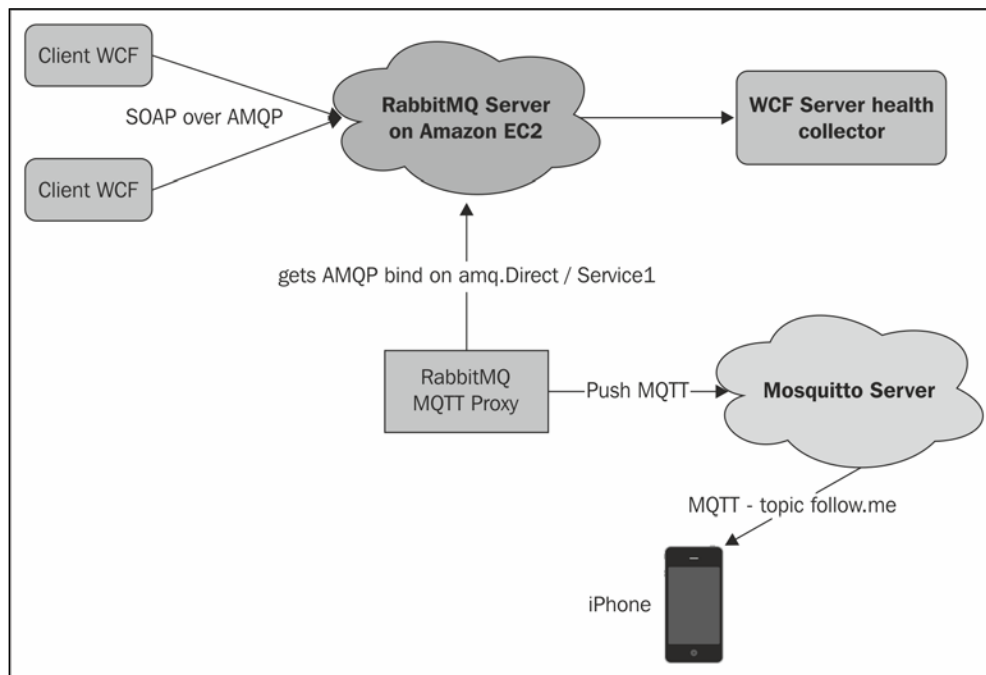 Client WCF
SOAP over AMQP
Client WCF
RabbitMQ Server
on Amazon EC2
WCF Server health
collector
gets AMQP bind on amq.Direct / Service1
RabbitMQ
MQTT Proxy
Push MQTT
Mosquitto Server
MQTT - topic follow.me
iPhone